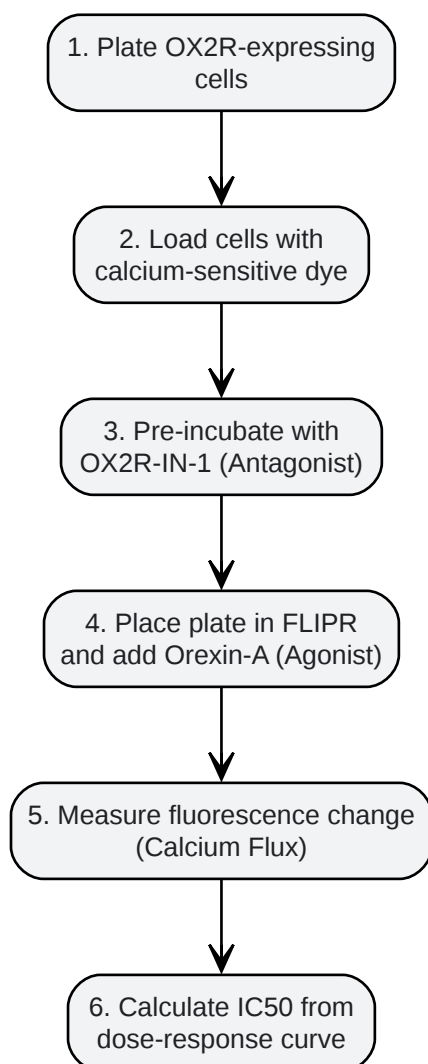 1. Plate OX2R-expressing
cells
2. Load cells with
calcium-sensitive dye
3. Pre-incubate with
OX2R-IN-1 (Antagonist)
4. Place plate in FLIPR
and add Orexin-A (Agonist)
5. Measure fluorescence change
(Calcium Flux)
6. Calculate IC50 from
dose-response curve